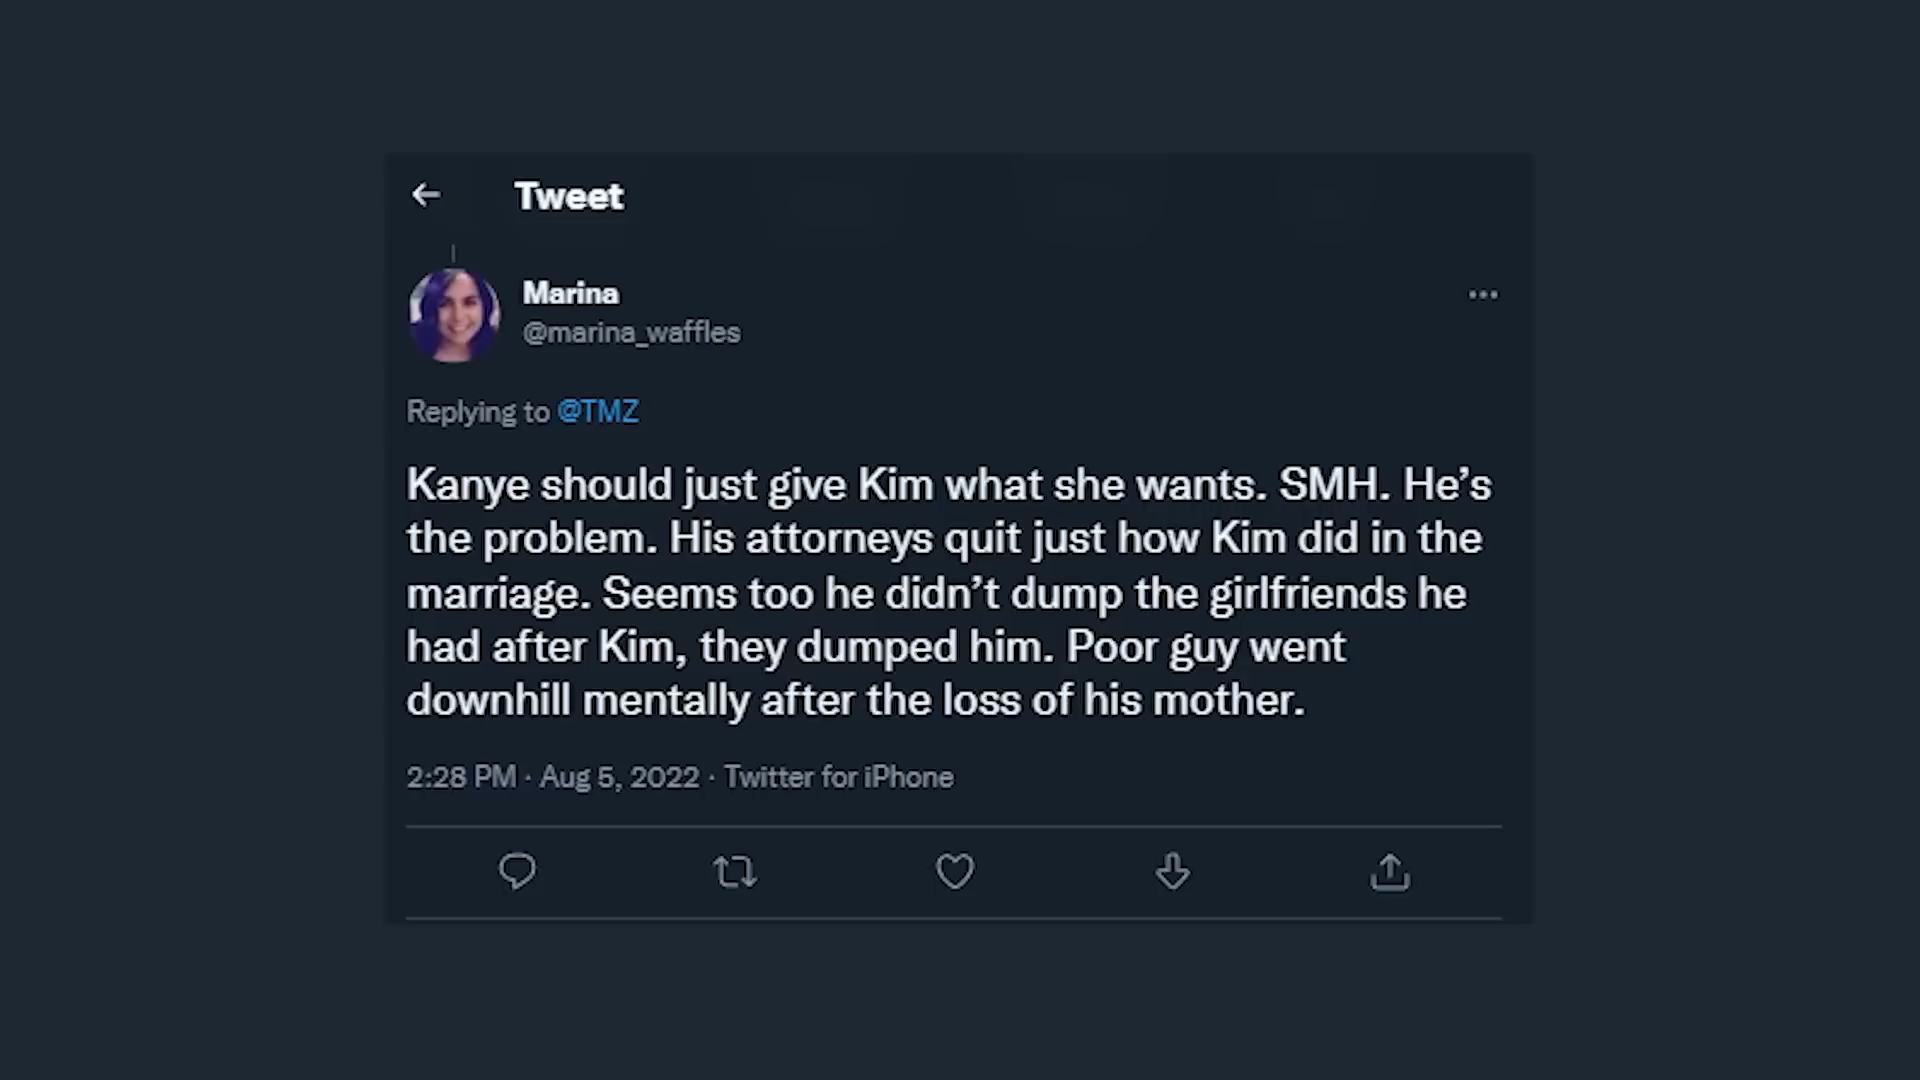 Tweet
Marina
@marina_waffles
Replying to @TMZ
Kanye should just give Kim what she wants. SMH. He’s
the problem. His attorneys quit just how Kim did in the
marriage. Seems too he didn’t dump the girlfriends he
had after Kim, they dumped him. Poor guy went
downhill mentally after the loss of his mother.
2:28 PM · Aug 5, 2022 · Twitter for iPhone